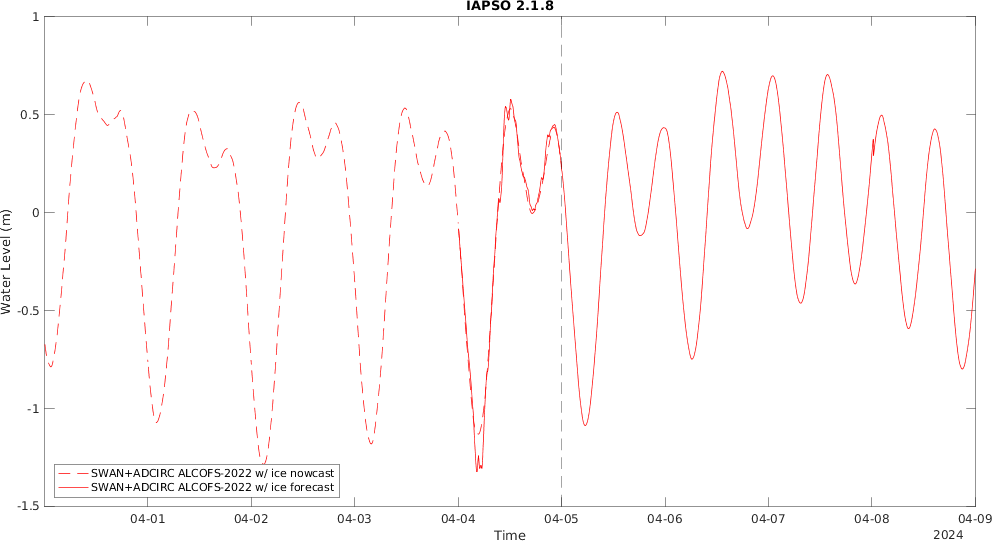 IAPSO 2.1.8
1
0.5
0
-0.5
-1
-1.5
Water Level (m)
SWAN+ADCIRC ALCOFS-2022 w/ ice nowcast
SWAN+ADCIRC ALCOFS-2022 w/ ice forecast
04-01 04-02 04-03 04-04 04-05 04-06 04-07 04-08 04-09
Time
2024